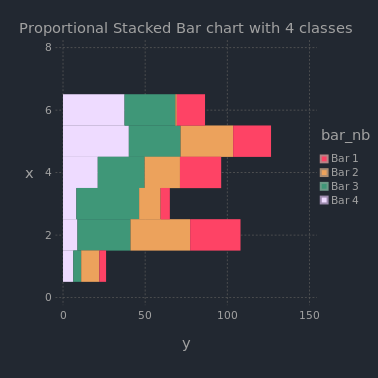 Proportional Stacked Bar chart with 4 classes
8
6
4
2
0
x
0 50 100 150
y
bar_nb
Bar 1
Bar 2
Bar 3
Bar 4